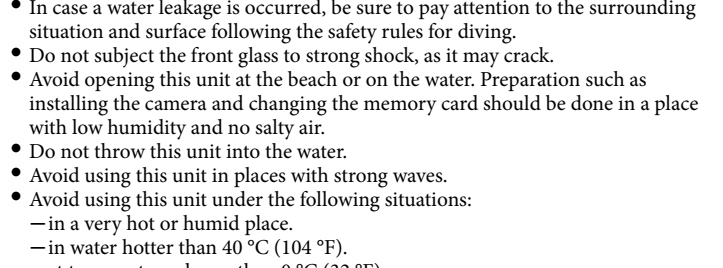 • In case a water leakage is occurred, be sure to pay attention to the surrounding
situation and surface following the safety rules for diving.
• Do not subject the front glass to strong shock, as it may crack.
• Avoid opening this unit at the beach or on the water. Preparation such as
installing the camera and changing the memory card should be done in a place
with low humidity and no salty air.
• Do not throw this unit into the water.
• Avoid using this unit in places with strong waves.
• Avoid using this unit under the following situations:
— in a very hot or humid place.
— in water hotter than 40 °C (104 °F).